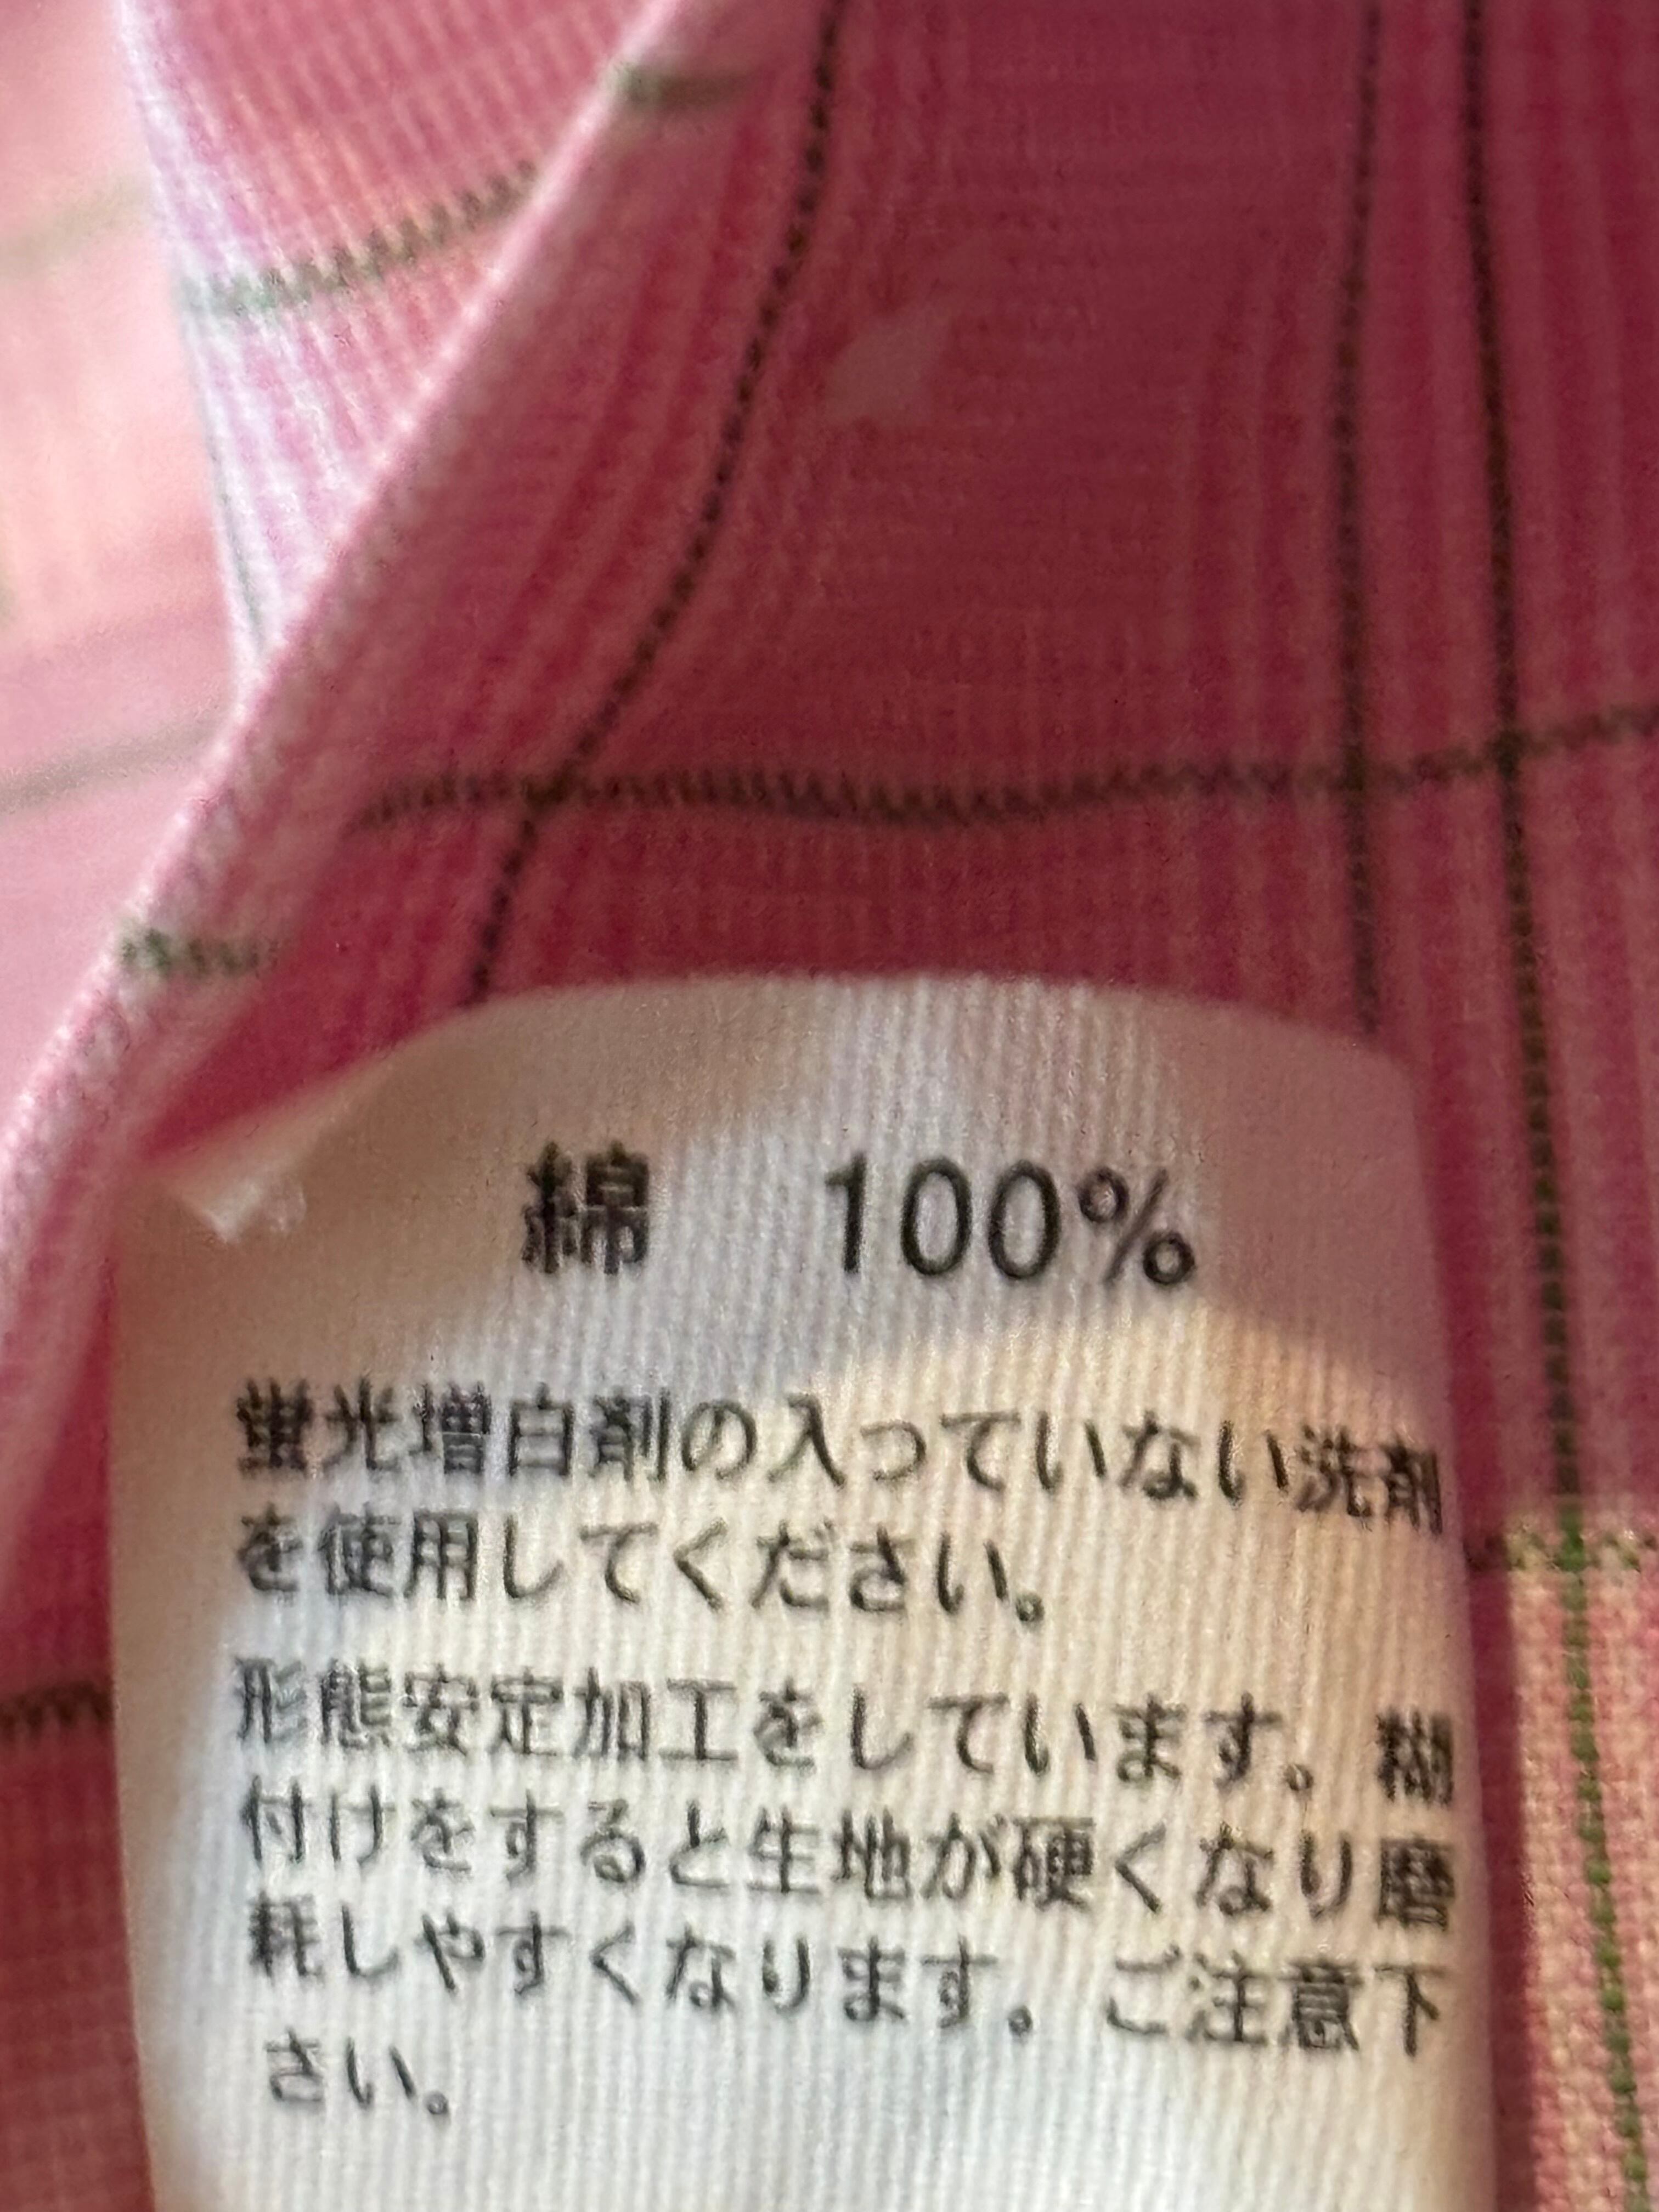 綿　100%
蛍光増白剤の入っていない洗剤
を使用してください。
形態安定加工をしています。糊
付けをすると生地が硬くなり磨
耗しやすくなります。ご注意下
さい。